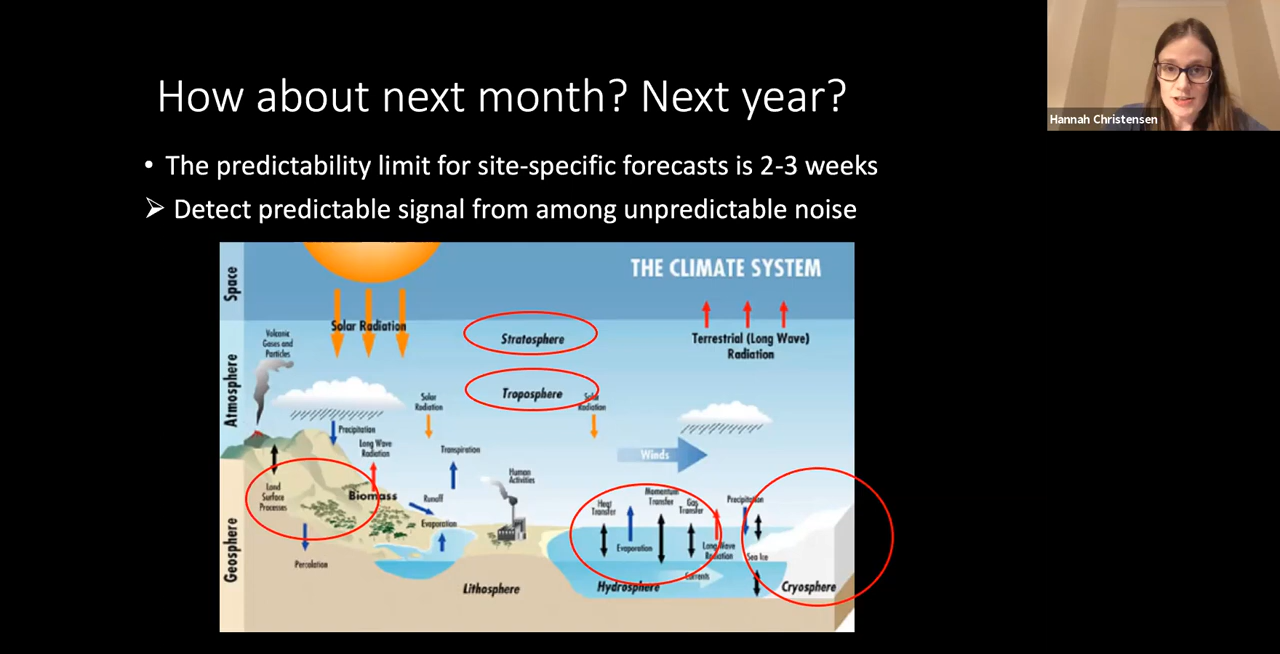 How about next month? Next year?
Hannah Christensen
• The predictability limit for site-specific forecasts is 2-3 weeks
➢ Detect predictable signal from among unpredictable noise
THE CLIMATE SYSTEM
Space
Solar Radiation
Stratosphere
Terrestrial (Long Wave)
Radiation
Volcanic
Gases and
Particles
Atmosphere
Troposphere
Solar
Radiation
Solar
Radiation
Precipitation
Long Wave
Radiation
Transpiration
Winds
Human
Activities
Land
Surface
Processes
Biomass
Runoff
Evaporation
Heat
Transfer
Momentum
Transfer
Gas
Transfer
Precipitation
Geosphere
Percolation
Evaporation
Long Wave
Radiation
Sea Ice
Currents
Lithosphere
Hydrosphere
Cryosphere